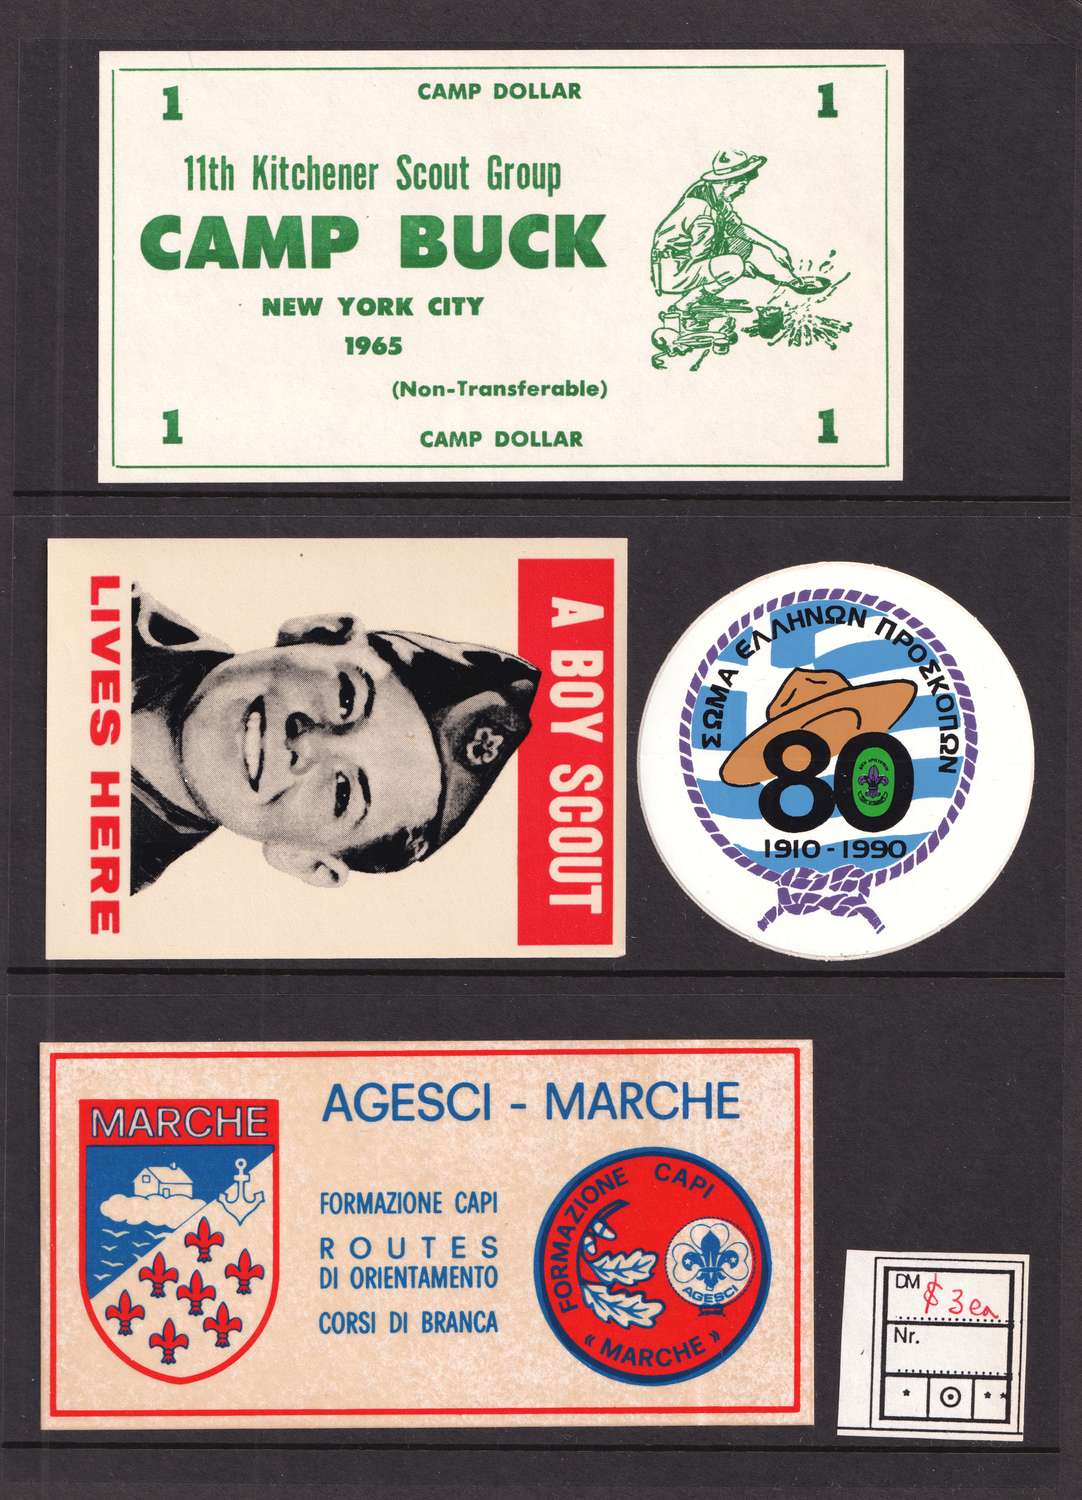 1
CAMP DOLLAR
1
11th Kitchener Scout Group
CAMP BUCK
NEW YORK CITY
1965
(Non-Transferable)
1
CAMP DOLLAR
1
A BOY SCOUT
LIVES HERE
ΣΩΜΑ ΕΛΛΗΝΩΝ ΠΡΟΣΚΟΠΩΝ
80
1910 - 1990
MARCHE
AGESCI - MARCHE
FORMAZIONE CAPI
ROUTES
DI ORIENTAMENTO
CORSI DI BRANCA
FORMAZIONE CAPI
AGESCI
« MARCHE »
DM $ 3 ea
Nr.
* **